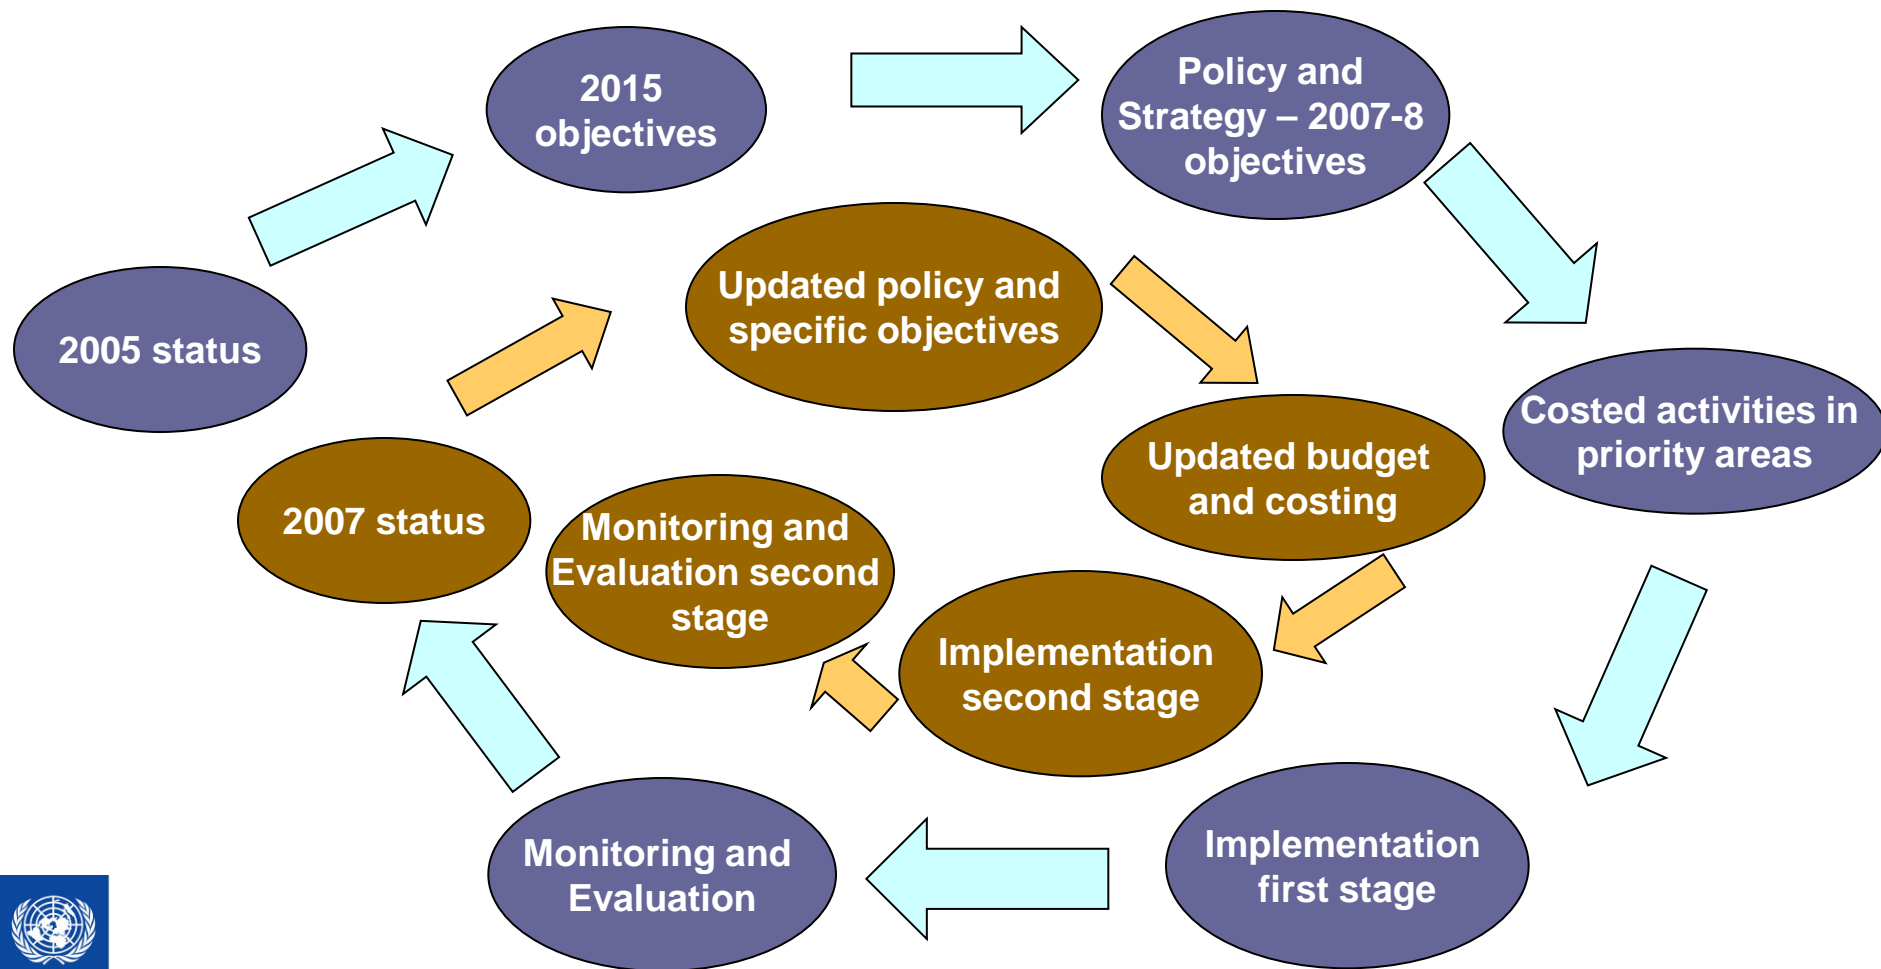 2015
objectives
Policy and
Strategy – 2007-8
objectives
2005 status
Updated policy and
specific objectives
Costed activities in
priority areas
Updated budget
and costing
2007 status
Monitoring and
Evaluation second
stage
Implementation
second stage
Monitoring and
Evaluation
Implementation
first stage